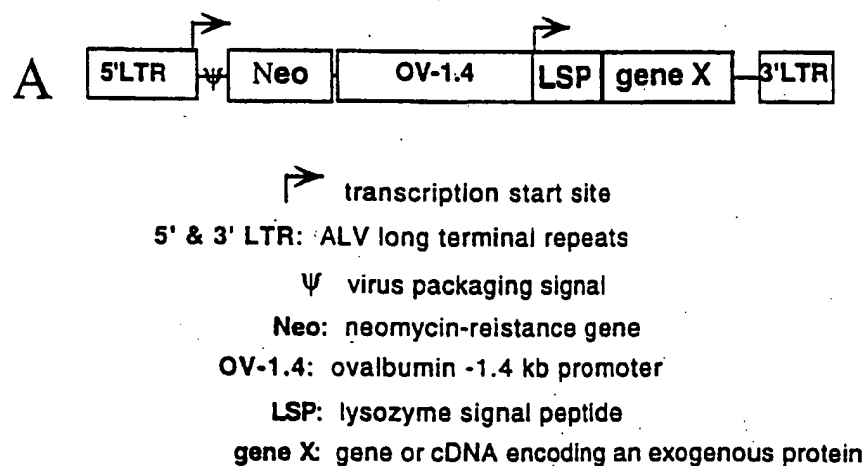 A 5'LTR ψ Neo OV-1.4 LSP gene X 3'LTR
transcription start site
5' & 3' LTR: ALV long terminal repeats
ψ virus packaging signal
Neo: neomycin-reistance gene
OV-1.4: ovalbumin -1.4 kb promoter
LSP: lysozyme signal peptide
gene X: gene or cDNA encoding an exogenous protein